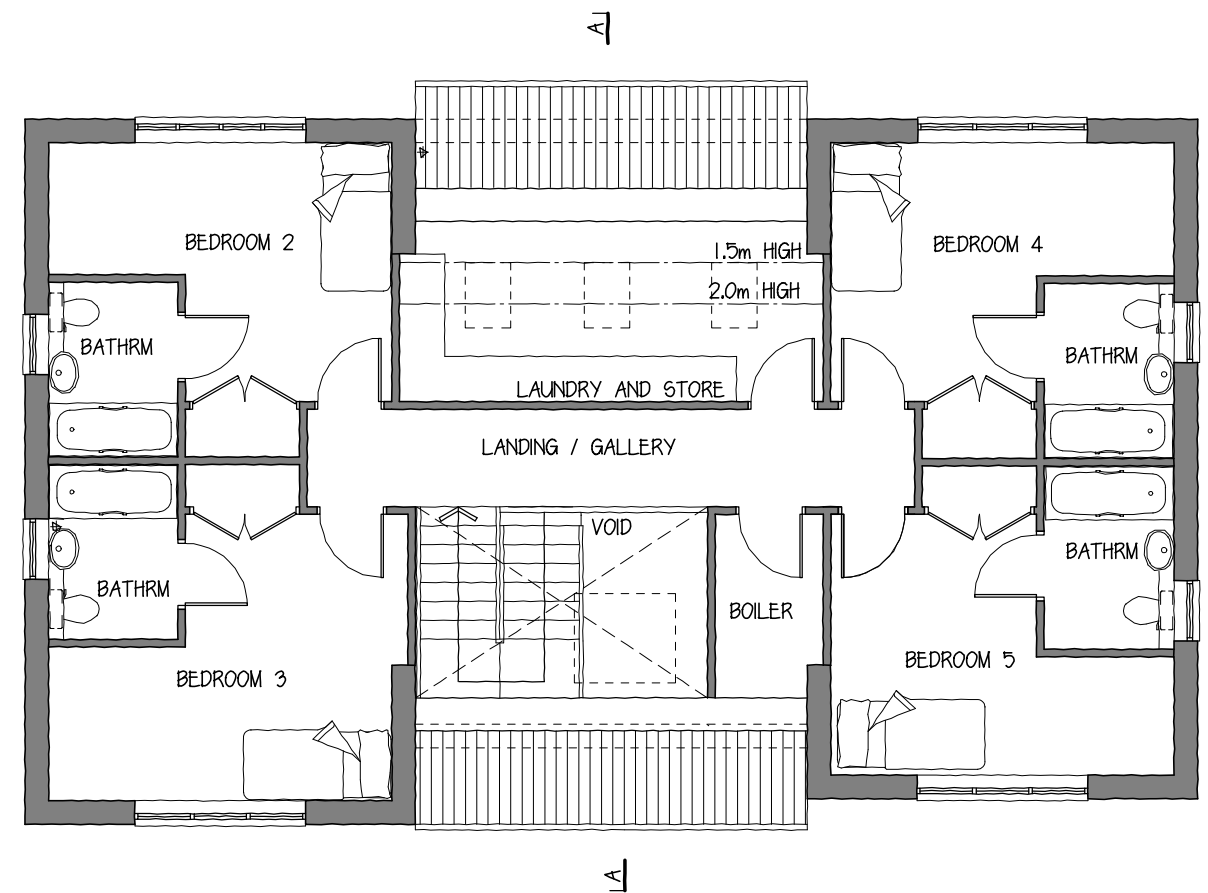 A
BEDROOM 2
1.5m HIGH
BEDROOM 4
2.0m HIGH
BATHRM
BATHRM
LAUNDRY AND STORE
LANDING / GALLERY
VOID
BATHRM
BATHRM
BOILER
BEDROOM 3
BEDROOM 5
A